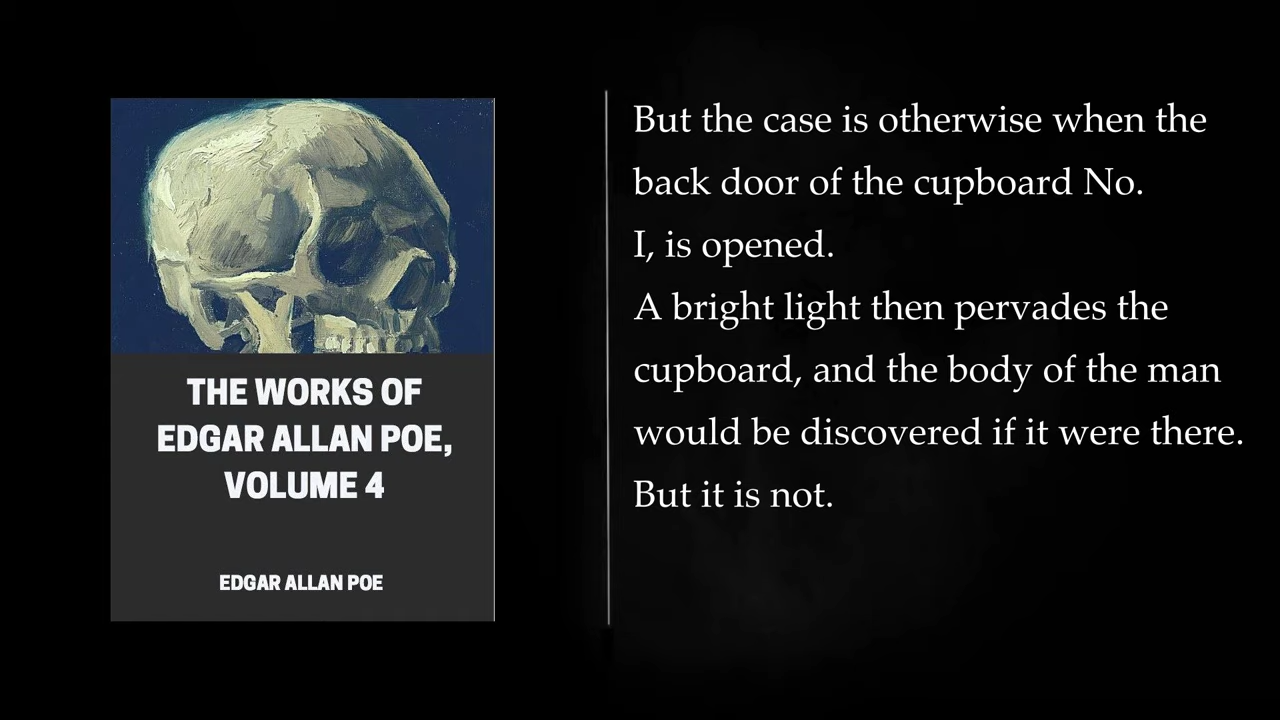 THE WORKS OF
EDGAR ALLAN POE,
VOLUME 4
EDGAR ALLAN POE
But the case is otherwise when the
back door of the cupboard No.
I, is opened.
A bright light then pervades the
cupboard, and the body of the man
would be discovered if it were there.
But it is not.